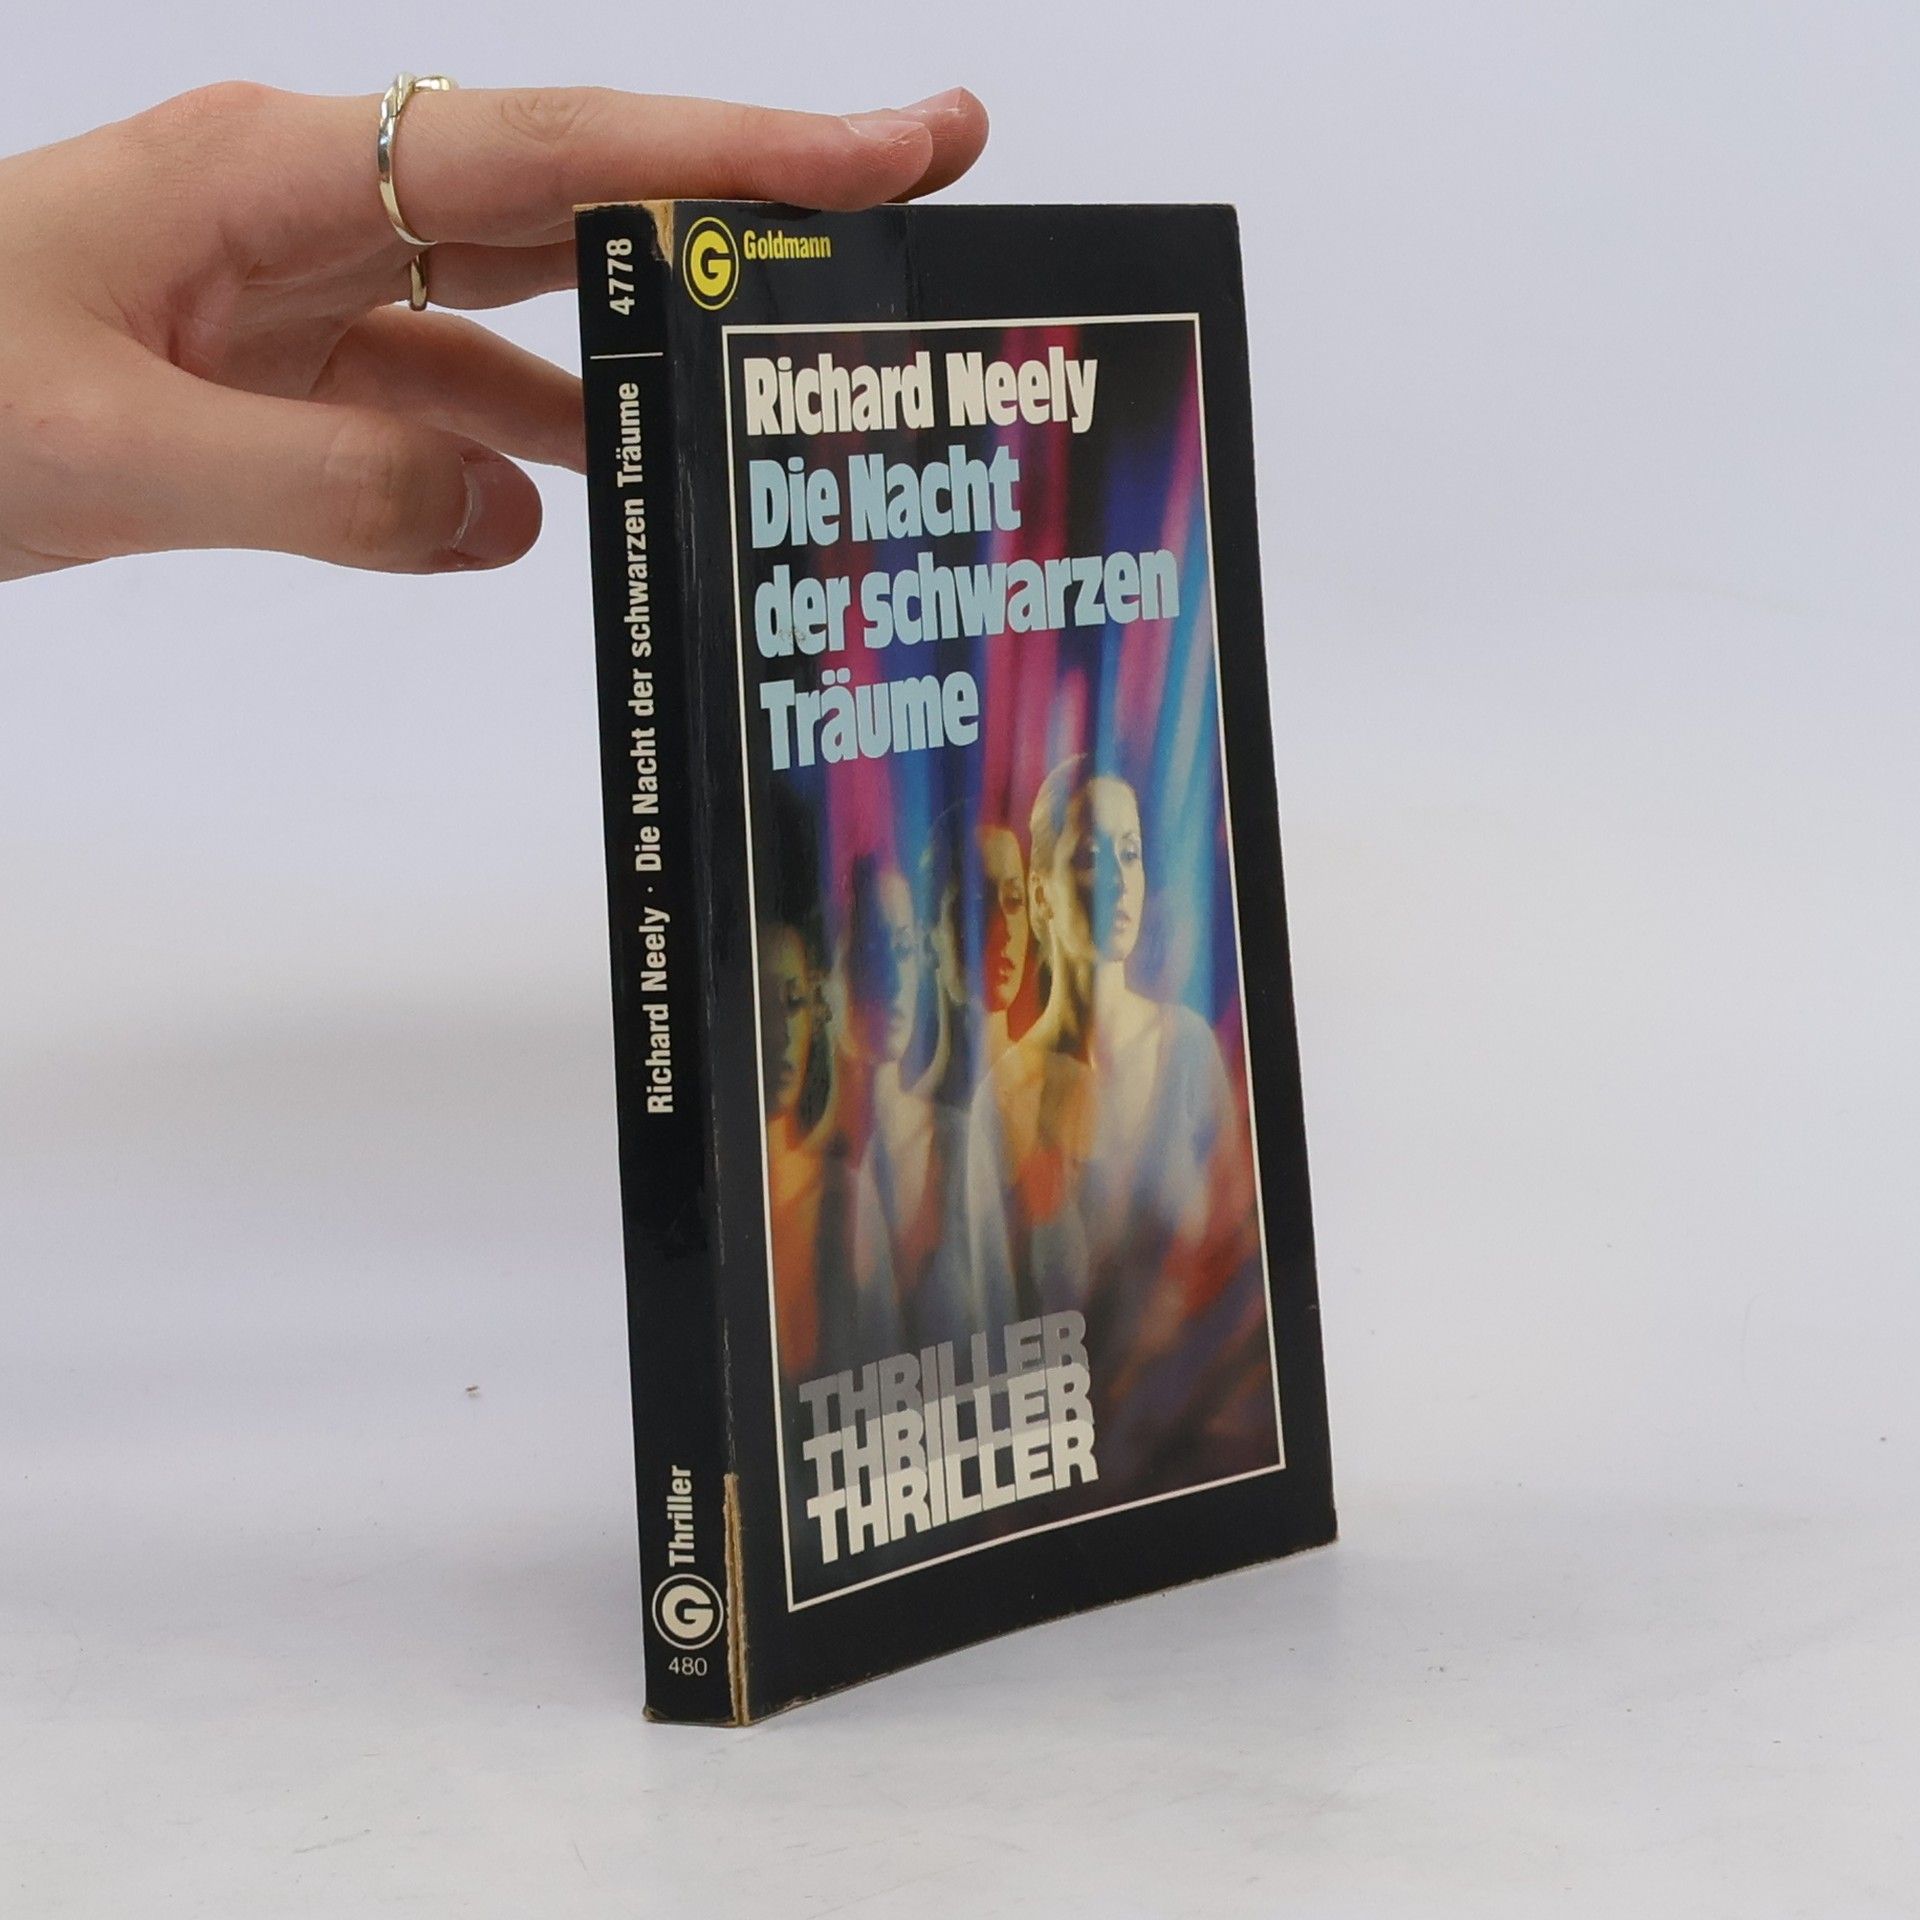 4778
Richard Neely · Die Nacht der schwarzen Träume
Thriller
G
480
G
Goldmann
Richard Neely
Die Nacht
der schwarzen
Träume
THRILLER
THRILLER
THRILLER